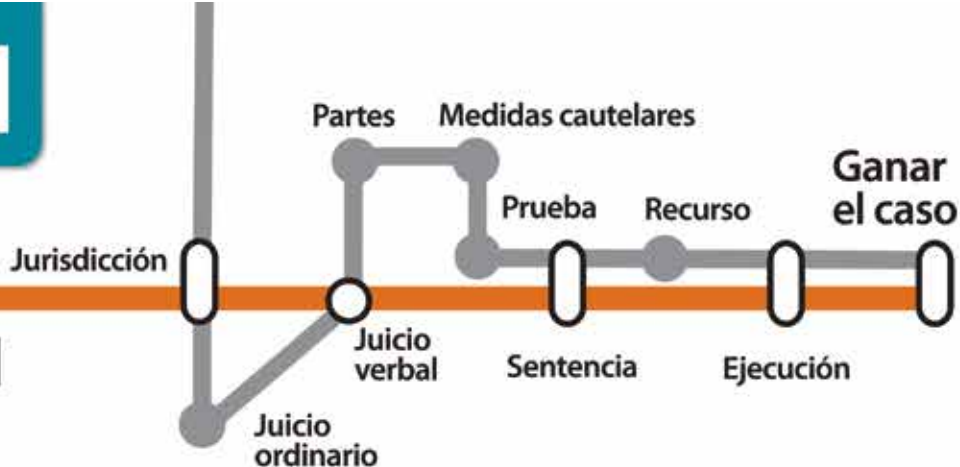 Partes
Medidas cautelares
Ganar
el caso
Prueba
Recurso
Jurisdicción
Juicio
verbal
Sentencia
Ejecución
Juicio
ordinario